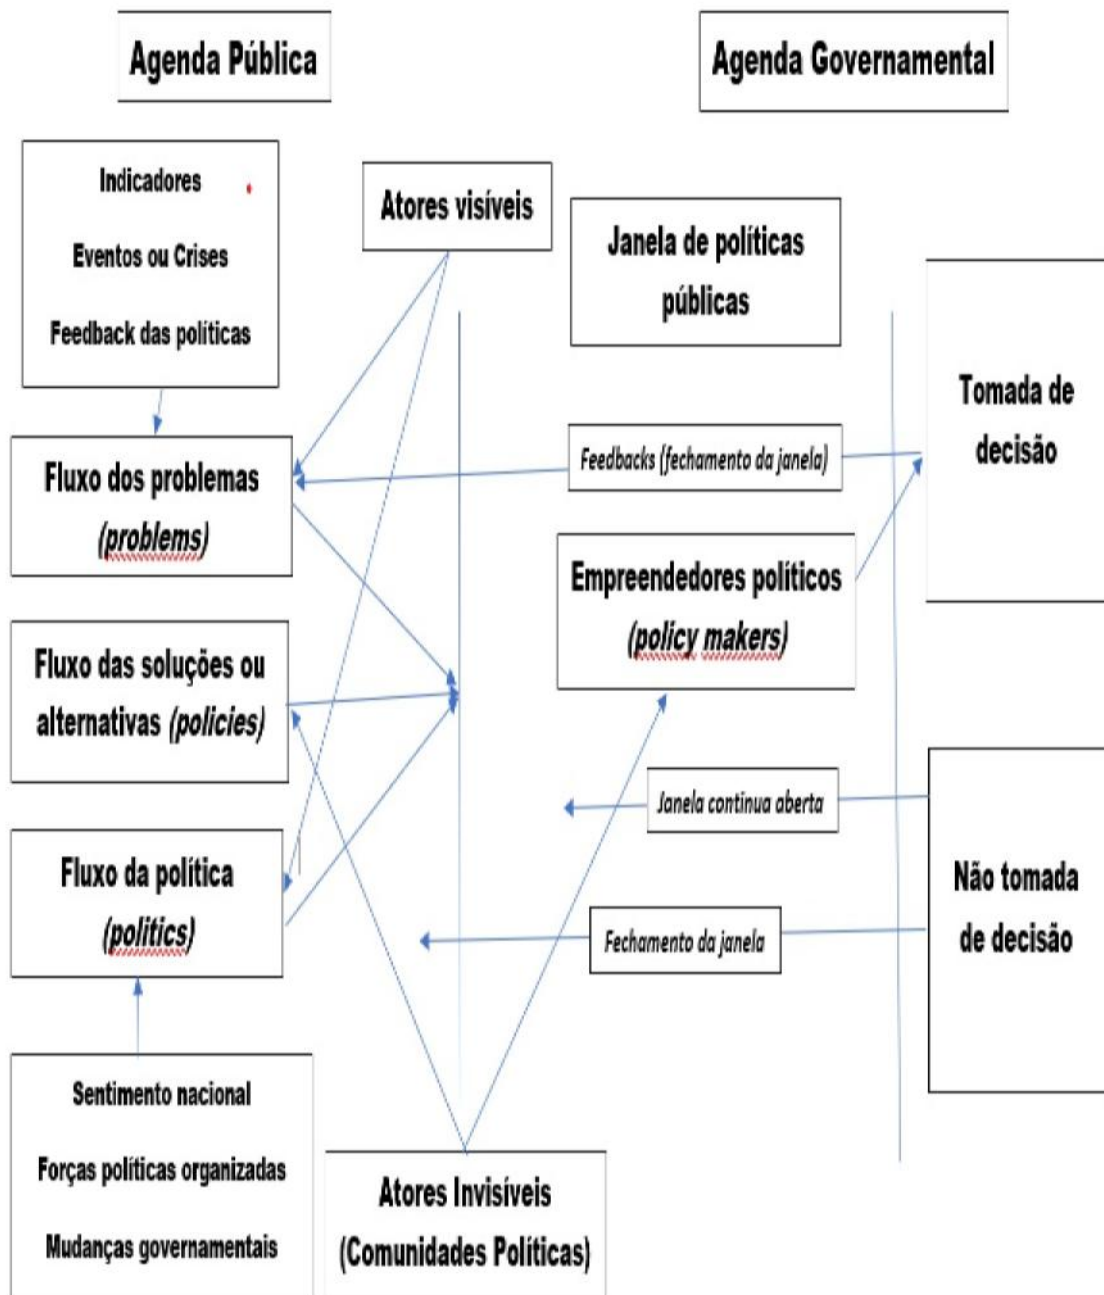 Agenda Pública
Agenda Governamental
Indicadores
Eventos ou Crises
Feedback das políticas
Atores visíveis
Janela de políticas
públicas
Tomada de
decisão
Feedbacks (fechamento da janela)
Fluxo dos problemas
(problems)
Empreendedores políticos
(policy makers)
Fluxo das soluções ou
alternativas (policies)
Janela continua aberta
Fluxo da política
(politics)
Não tomada
de decisão
Fechamento da janela
Sentimento nacional
Forças políticas organizadas
Mudanças governamentais
Atores Invisíveis
(Comunidades Políticas)